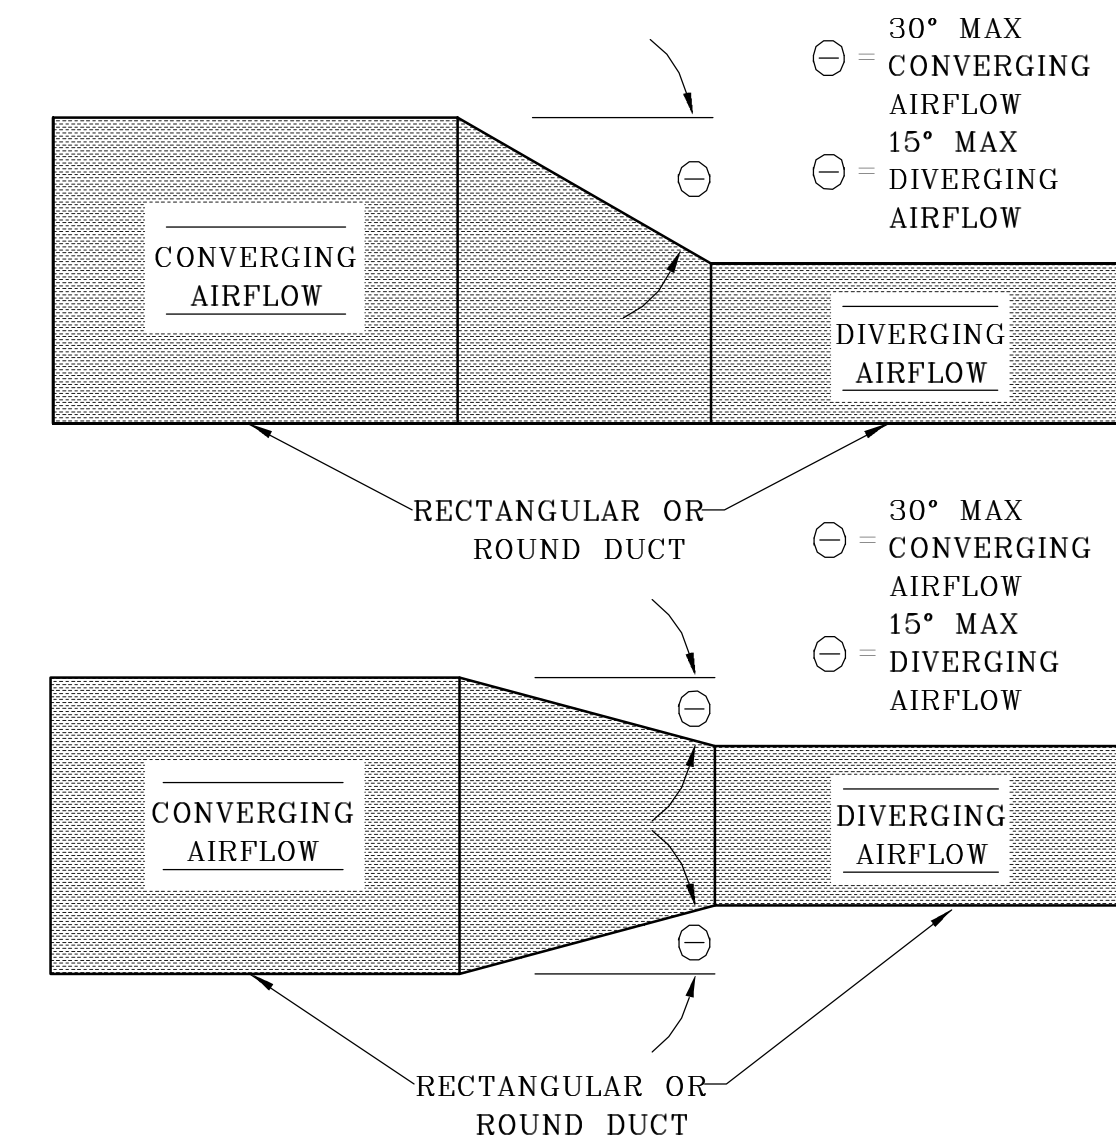 30° MAX
⊖ = CONVERGING
AIRFLOW
15° MAX
⊖ = DIVERGING
AIRFLOW
⊖
CONVERGING
AIRFLOW
DIVERGING
AIRFLOW
RECTANGULAR OR
ROUND DUCT
30° MAX
⊖ = CONVERGING
AIRFLOW
15° MAX
⊖ = DIVERGING
AIRFLOW
⊖
CONVERGING
AIRFLOW
DIVERGING
AIRFLOW
⊖
RECTANGULAR OR
ROUND DUCT